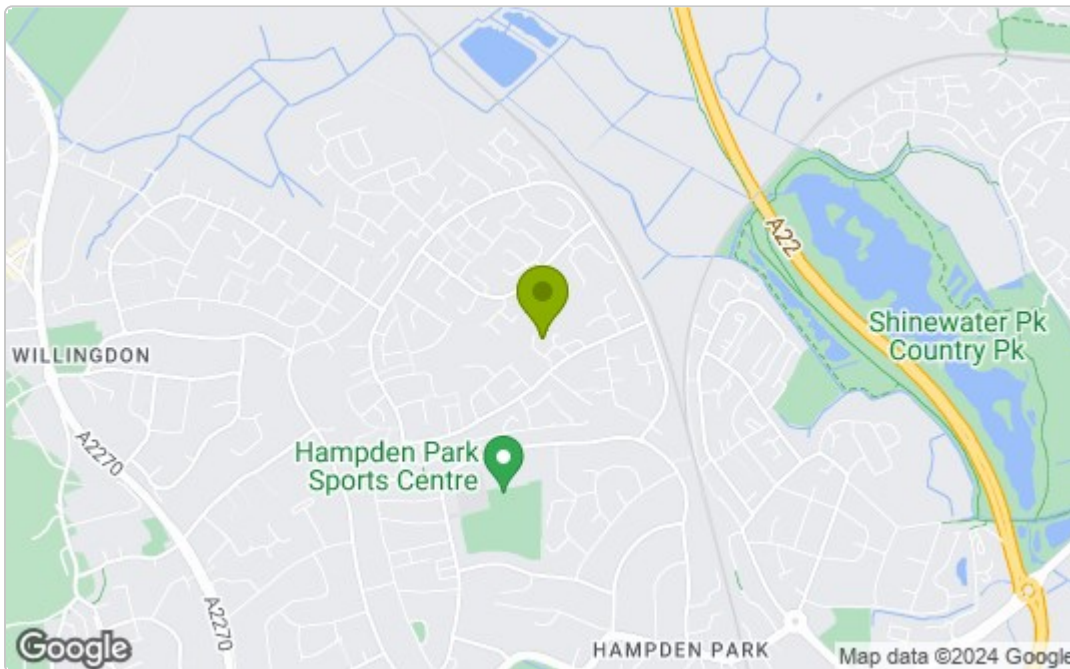 A22
Shinewater Pk
Country Pk
WILLINGDON
A2270
Hampden Park
Sports Centre
A2270
HAMPDEN PARK
Google
Map data ©2024 Google